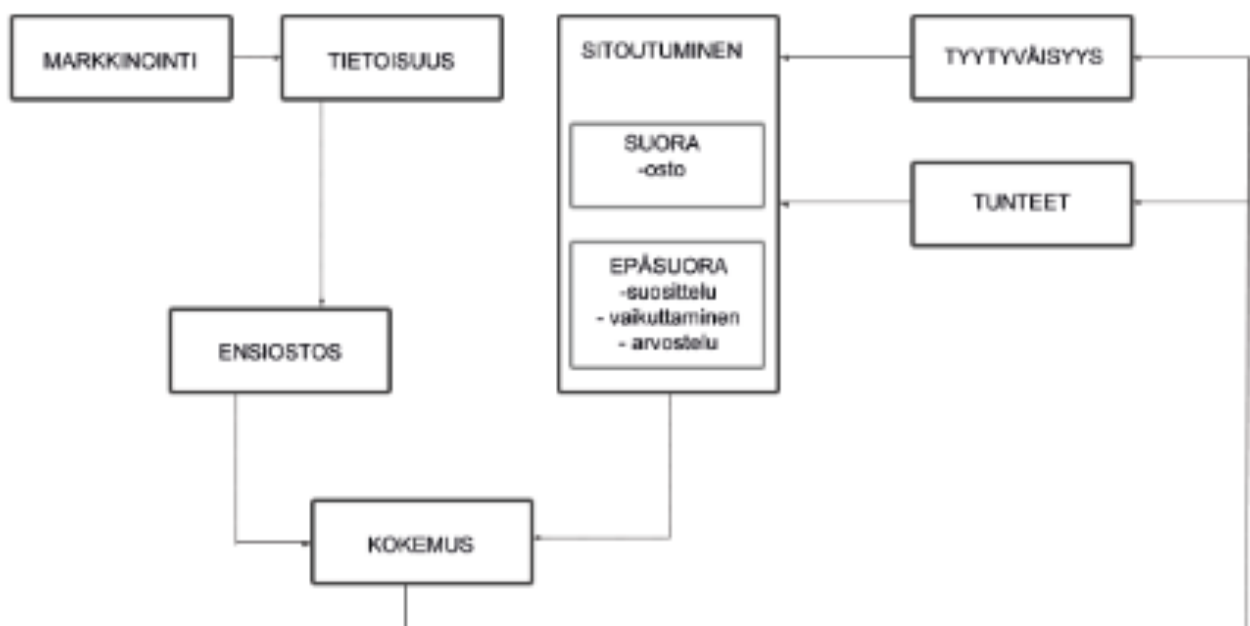 MARKKINOINTI
TIETOISUUS
SITOUTUMINEN
TYYTYVÄISYYS
SUORA
-osto
TUNTEET
EPÄSUORA
-suosittelu
- vaikuttaminen
- arvostelu
ENSIOSTOS
KOKEMUS